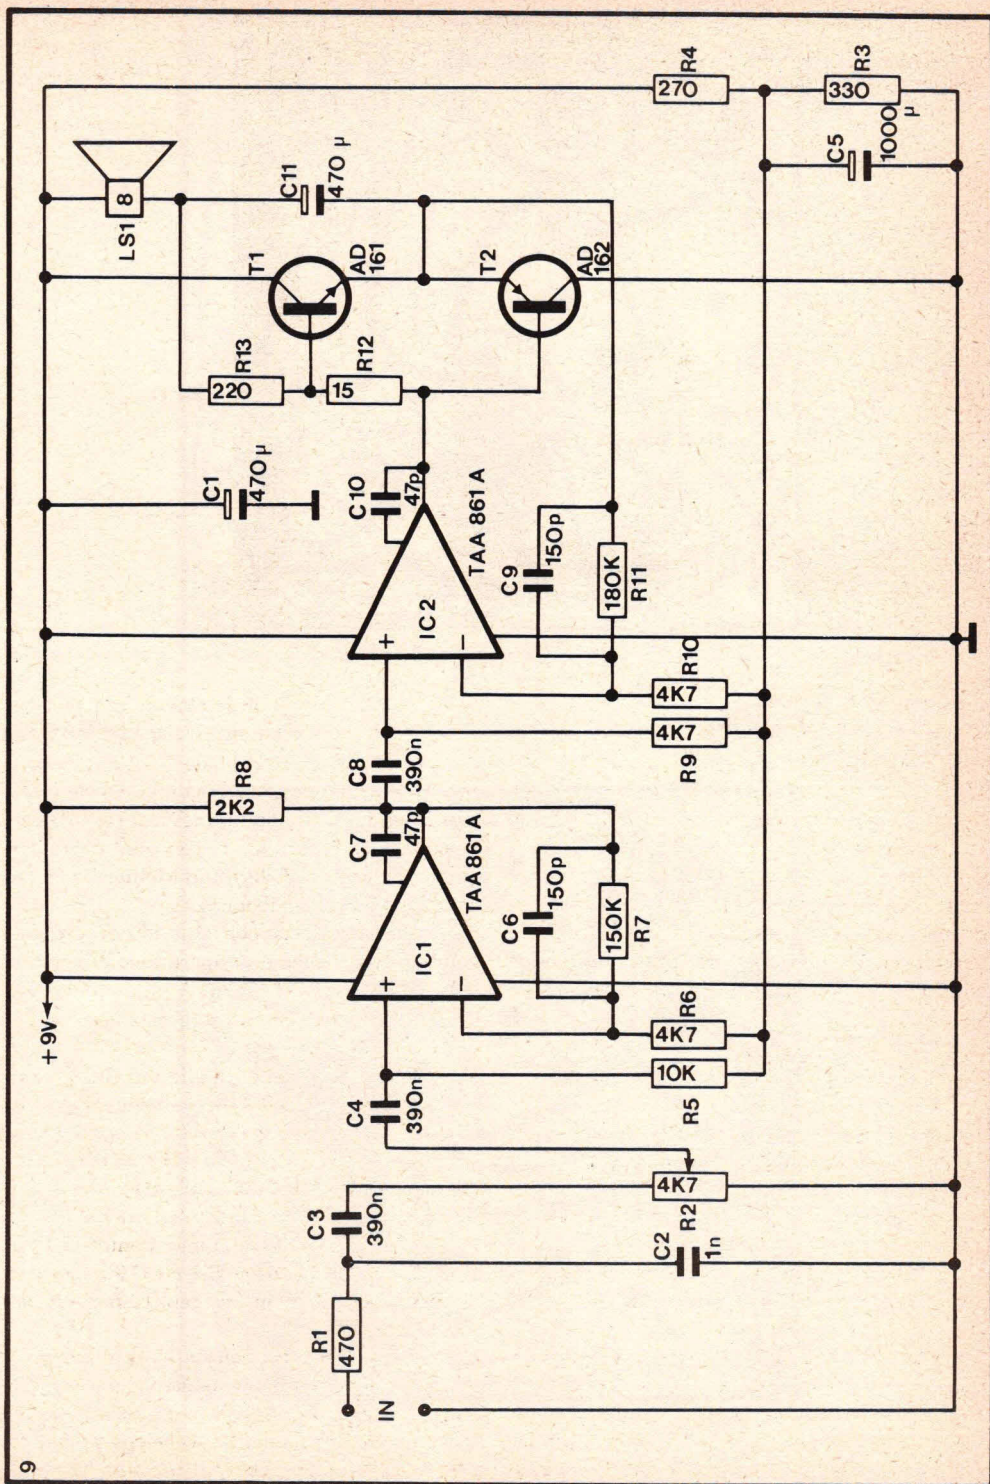 9
+ 9V
IN
R1
470
C3
390n
C2
1n
R2
4K7
C4
390n
R5
10K
R6
4K7
IC1
+
−
TAA861A
C7
47p
C6
150p
150K
R7
R8
2K2
C8
390n
R9
4K7
R10
4K7
IC2
+
−
TAA 861 A
C10
47p
C9
150p
180K
R11
C1
470 µ
R13
220
R12
15
T1
AD
161
T2
AD
162
LS1
8
C11
470 µ
R4
270
R3
330
C5
1000
µ